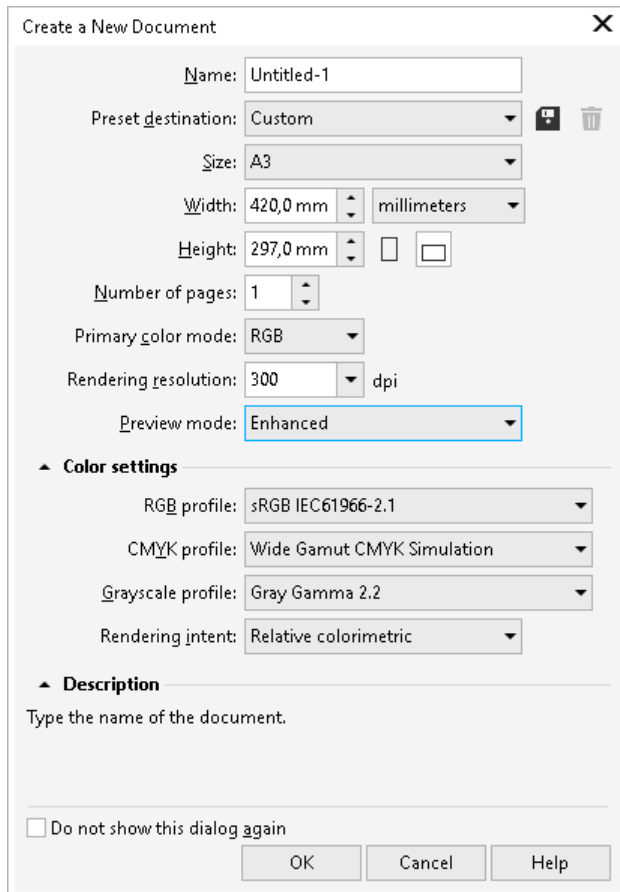 Create a New Document
Name: Untitled-1
Preset destination: Custom
Size: A3
Width: 420,0 mm millimeters
Height: 297,0 mm
Number of pages: 1
Primary color mode: RGB
Rendering resolution: 300 dpi
Preview mode: Enhanced
Color settings
RGB profile: sRGB IEC61966-2.1
CMYK profile: Wide Gamut CMYK Simulation
Grayscale profile: Gray Gamma 2.2
Rendering intent: Relative colorimetric
Description
Type the name of the document.
Do not show this dialog again
OK Cancel Help